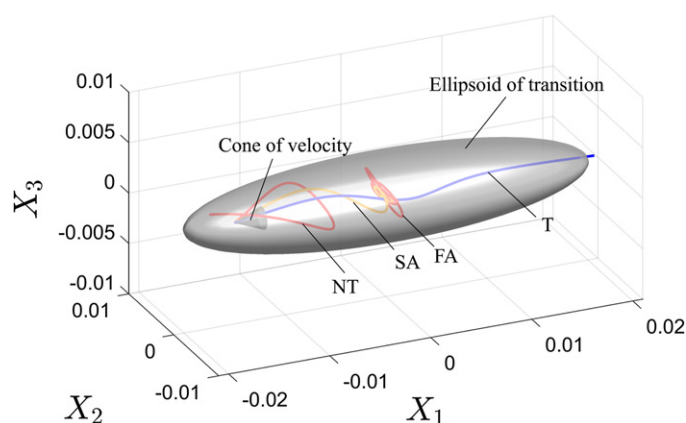 Ellipsoid of transition
Cone of velocity
T
FA
SA
NT
0.01
0.005
0
-0.005
-0.01
X3
0.01
0
-0.01
X2
-0.02
-0.01
0
0.01
0.02
X1